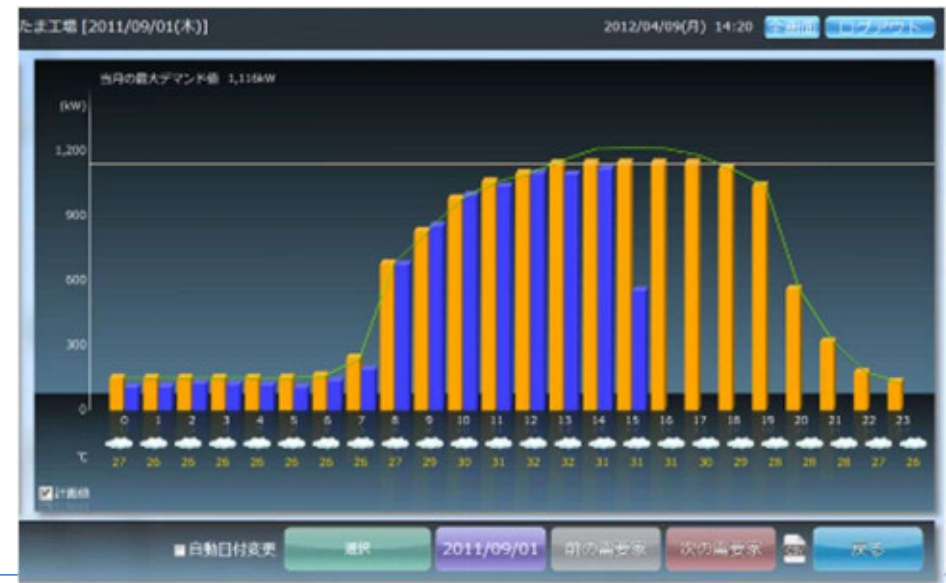 たま工場 [2011/09/01(木)]
2012/04/09(月) 14:20 全画面 ログアウト
当月の最大デマンド値 1,116kW
(kW)
1,200
900
600
300
0
0 1 2 3 4 5 6 7 8 9 10 11 12 13 14 15 16 17 18 19 20 21 22 23
℃ 27 26 26 26 26 26 26 26 27 29 30 31 32 32 31 31 31 30 29 28 28 28 27 26
計画値
自動日付変更 選択 2011/09/01 前の需要家 次の需要家 CSV 戻る